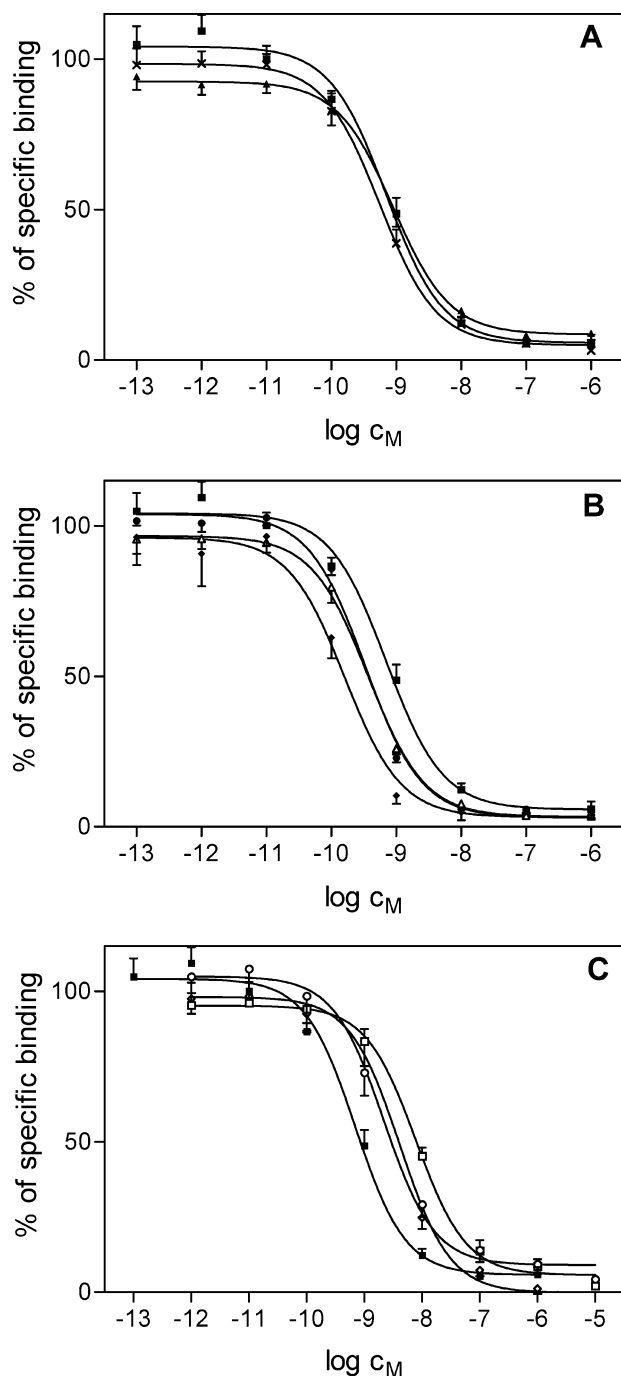 A
% of specific binding
100
50
0
-13 -12 -11 -10 -9 -8 -7 -6
log cM
B
% of specific binding
100
50
0
-13 -12 -11 -10 -9 -8 -7 -6
log cM
C
% of specific binding
100
50
0
-13 -12 -11 -10 -9 -8 -7 -6 -5
log cM